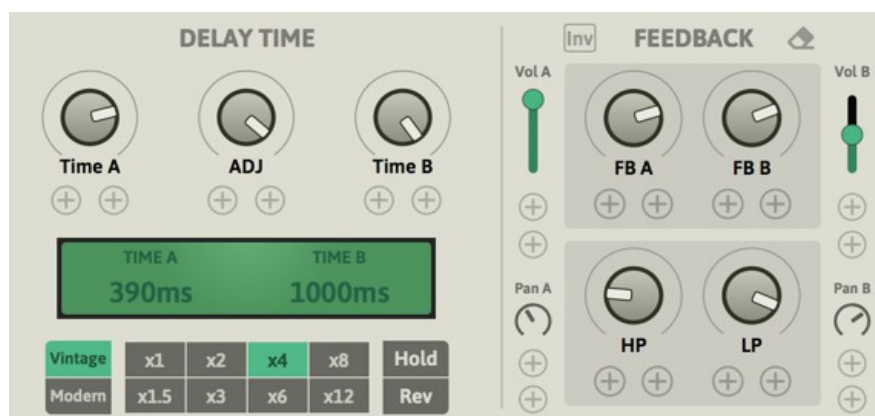 DELAY TIME
Time A
ADJ
Time B
TIME A
TIME B
390ms
1000ms
Vintage
x1
x2
x4
x8
Hold
Modern
x1.5
x3
x6
x12
Rev
Inv
FEEDBACK
Vol A
Vol B
FB A
FB B
Pan A
Pan B
HP
LP